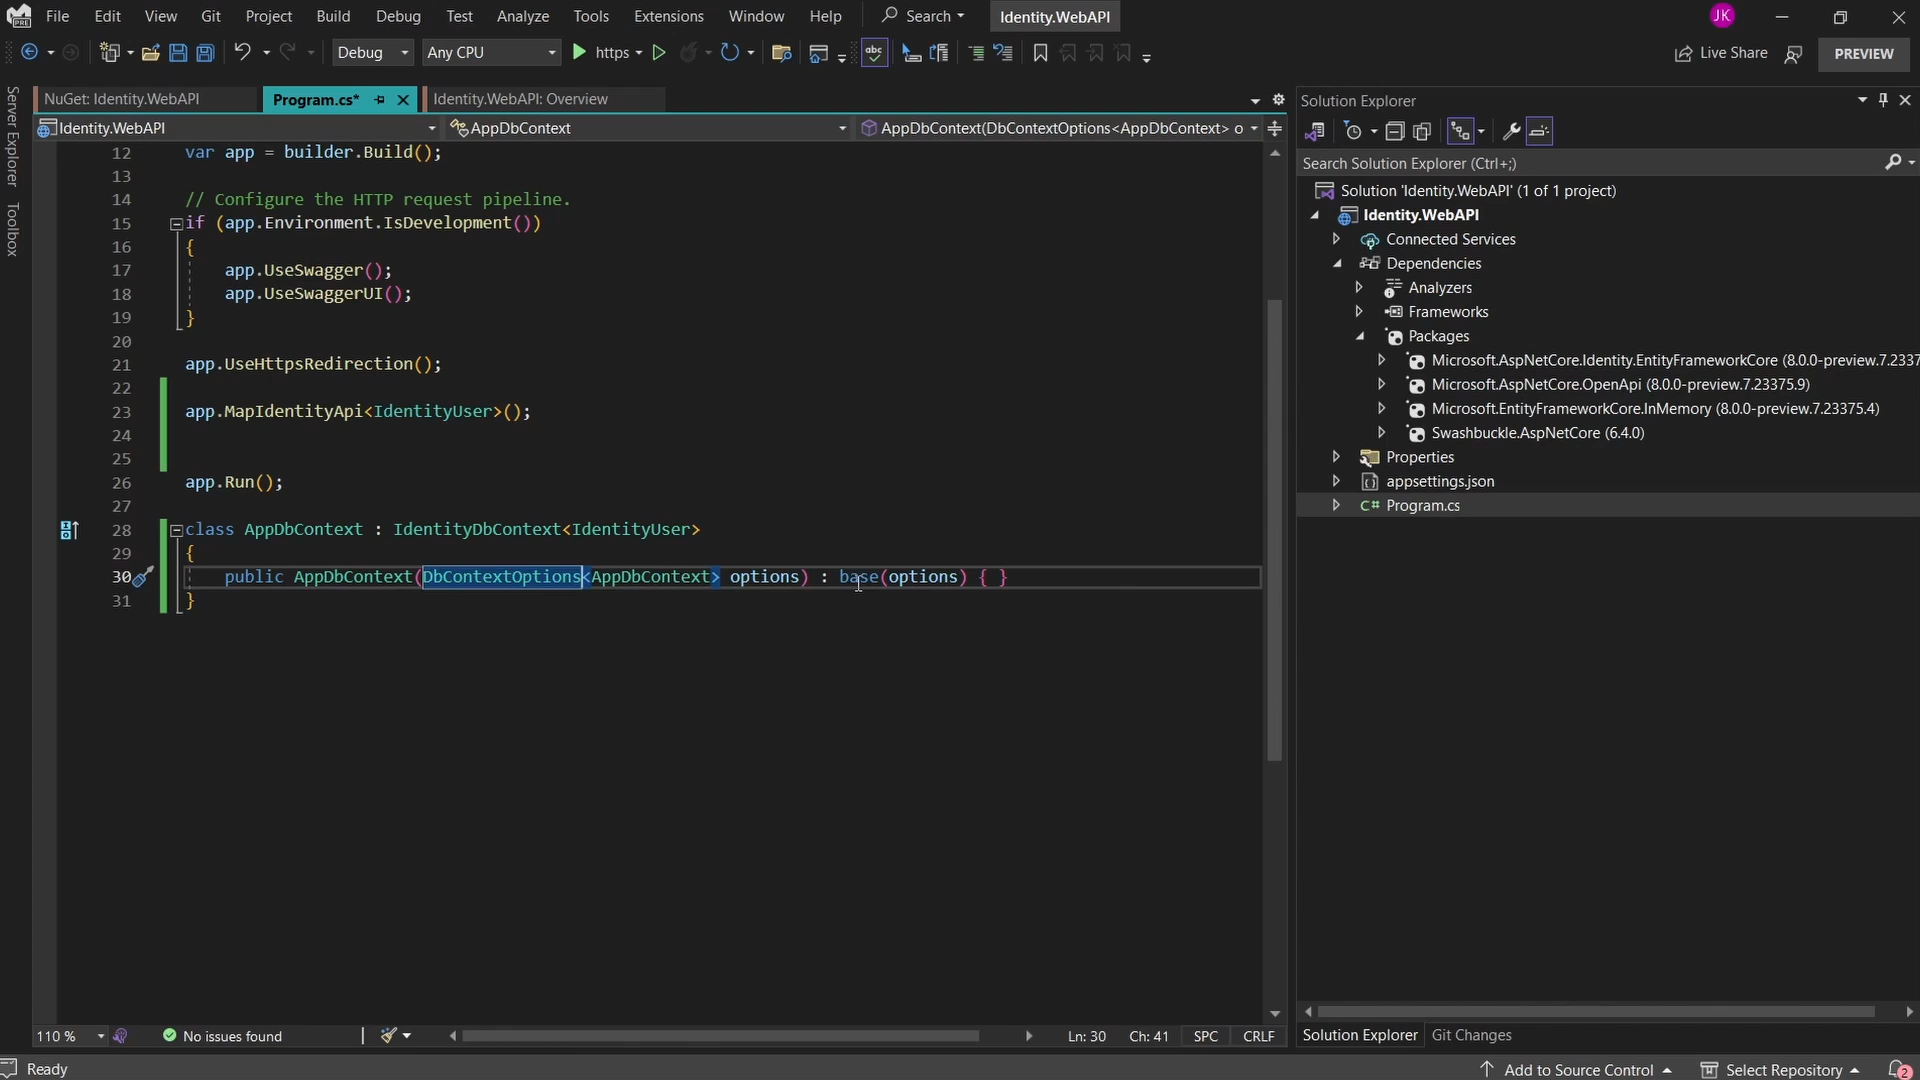 File Edit View Git Project Build Debug Test Analyze Tools Extensions Window Help Search Identity.WebAPI JK
Debug Any CPU https Live Share PREVIEW
NuGet: Identity.WebAPI Program.cs* Identity.WebAPI: Overview
Identity.WebAPI AppDbContext AppDbContext(DbContextOptions<AppDbContext> o
Server Explorer
Toolbox
12 var app = builder.Build();
13
14 // Configure the HTTP request pipeline.
15 if (app.Environment.IsDevelopment())
16 {
17 app.UseSwagger();
18 app.UseSwaggerUI();
19 }
20
21 app.UseHttpsRedirection();
22
23 app.MapIdentityApi<IdentityUser>();
24
25
26 app.Run();
27
28 class AppDbContext : IdentityDbContext<IdentityUser>
29 {
30 public AppDbContext(DbContextOptions<AppDbContext> options) : base(options) { }
31 }
110 % No issues found Ln: 30 Ch: 41 SPC CRLF
Solution Explorer
Search Solution Explorer (Ctrl+;)
Solution 'Identity.WebAPI' (1 of 1 project)
Identity.WebAPI
Connected Services
Dependencies
Analyzers
Frameworks
Packages
Microsoft.AspNetCore.Identity.EntityFrameworkCore (8.0.0-preview.7.2337
Microsoft.AspNetCore.OpenApi (8.0.0-preview.7.23375.9)
Microsoft.EntityFrameworkCore.InMemory (8.0.0-preview.7.23375.4)
Swashbuckle.AspNetCore (6.4.0)
Properties
appsettings.json
C# Program.cs
Solution Explorer Git Changes
Ready Add to Source Control Select Repository 2